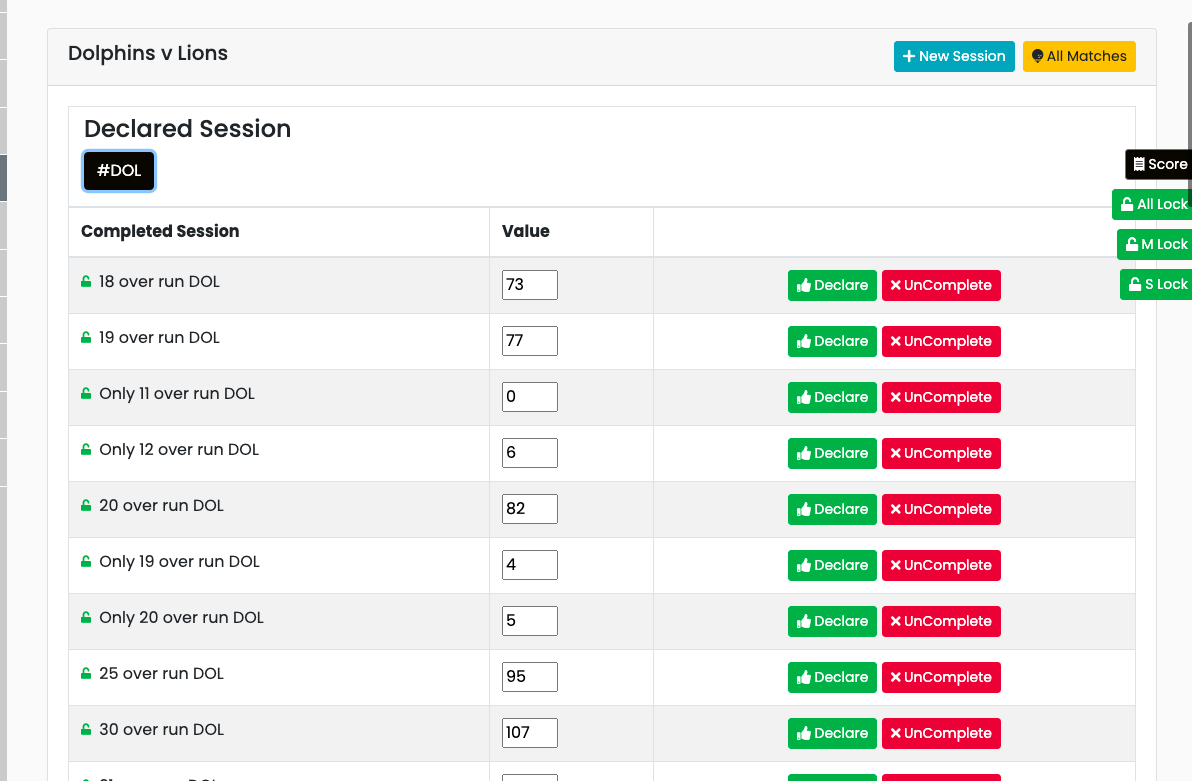 Dolphins v Lions
New Session
All Matches
Declared Session
#DOL
Score
All Lock
M Lock
S Lock
Completed Session Value
18 over run DOL 73 Declare UnComplete
19 over run DOL 77 Declare UnComplete
Only 11 over run DOL 0 Declare UnComplete
Only 12 over run DOL 6 Declare UnComplete
20 over run DOL 82 Declare UnComplete
Only 19 over run DOL 4 Declare UnComplete
Only 20 over run DOL 5 Declare UnComplete
25 over run DOL 95 Declare UnComplete
30 over run DOL 107 Declare UnComplete